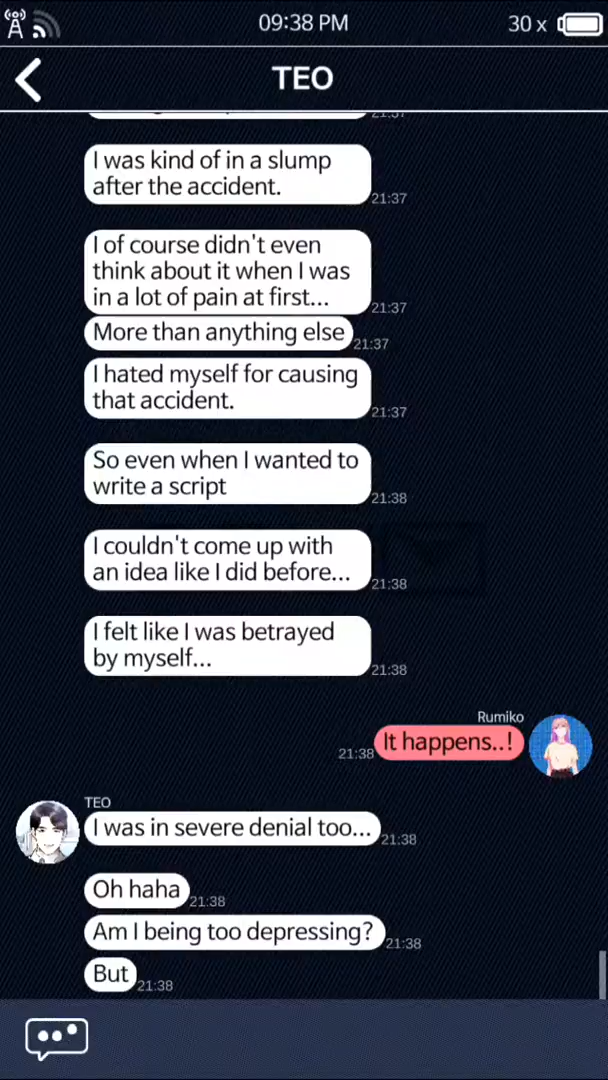 09:38 PM
30 x
TEO
I was kind of in a slump
after the accident.
21:37
I of course didn't even
think about it when I was
in a lot of pain at first...
21:37
More than anything else
21:37
I hated myself for causing
that accident.
21:37
So even when I wanted to
write a script
21:38
I couldn't come up with
an idea like I did before...
21:38
I felt like I was betrayed
by myself...
21:38
Rumiko
It happens..!
21:38
TEO
I was in severe denial too...
21:38
Oh haha
21:38
Am I being too depressing?
21:38
But
21:38